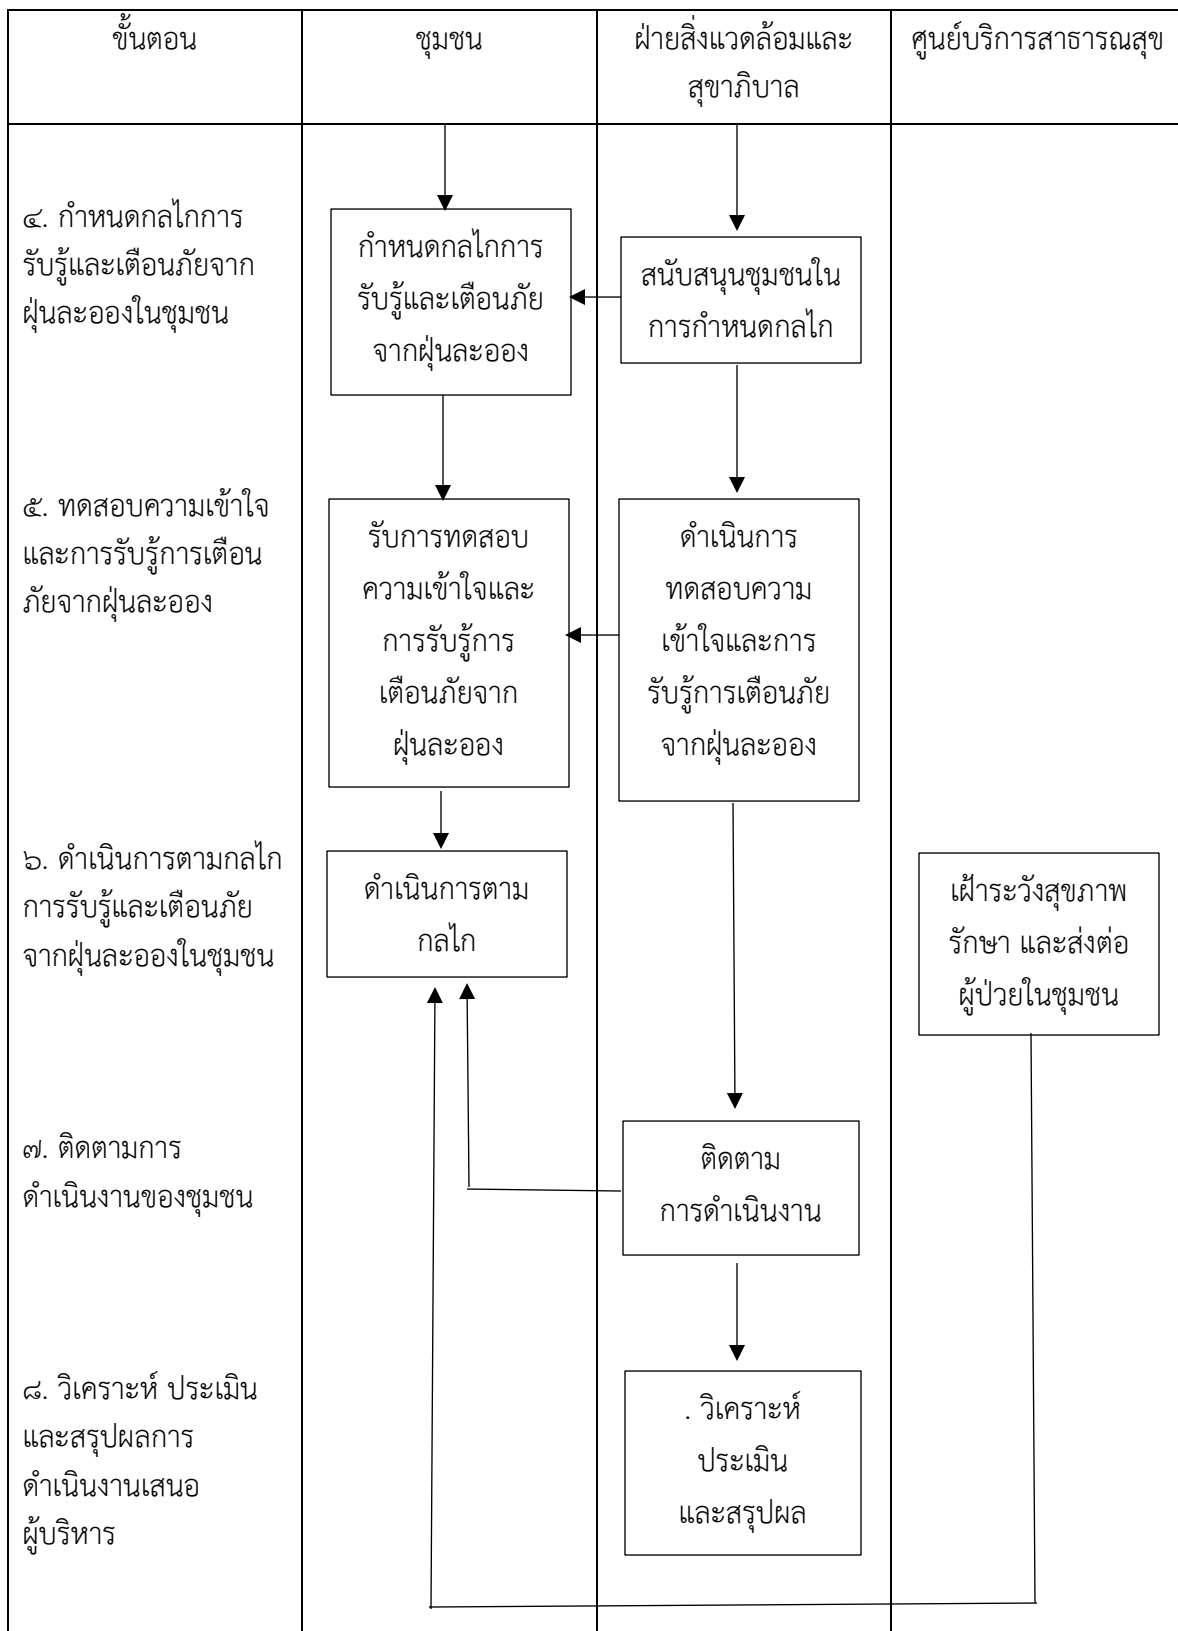 ขั้นตอน
ชุมชน
ฝ่ายสิ่งแวดล้อมและ
สุขาภิบาล
ศูนย์บริการสาธารณสุข
๔. กำหนดกลไกการ
รับรู้และเตือนภัยจาก
ฝุ่นละอองในชุมชน
กำหนดกลไกการ
รับรู้และเตือนภัย
จากฝุ่นละออง
สนับสนุนชุมชนใน
การกำหนดกลไก
๕. ทดสอบความเข้าใจ
และการรับรู้การเตือน
ภัยจากฝุ่นละออง
รับการทดสอบ
ความเข้าใจและ
การรับรู้การ
เตือนภัยจาก
ฝุ่นละออง
ดำเนินการ
ทดสอบความ
เข้าใจและการ
รับรู้การเตือนภัย
จากฝุ่นละออง
๖. ดำเนินการตามกลไก
การรับรู้และเตือนภัย
จากฝุ่นละอองในชุมชน
ดำเนินการตาม
กลไก
เฝ้าระวังสุขภาพ
รักษา และส่งต่อ
ผู้ป่วยในชุมชน
๗. ติดตามการ
ดำเนินงานของชุมชน
ติดตาม
การดำเนินงาน
๘. วิเคราะห์ ประเมิน
และสรุปผลการ
ดำเนินงานเสนอ
ผู้บริหาร
. วิเคราะห์
ประเมิน
และสรุปผล